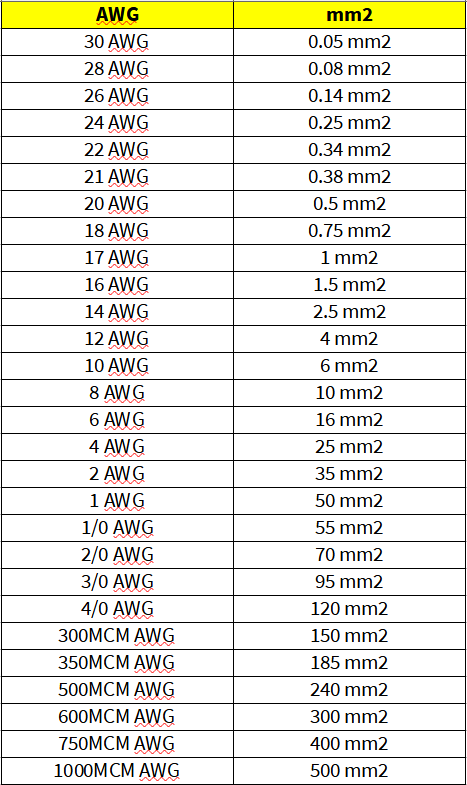 AWG mm2
30 AWG 0.05 mm2
28 AWG 0.08 mm2
26 AWG 0.14 mm2
24 AWG 0.25 mm2
22 AWG 0.34 mm2
21 AWG 0.38 mm2
20 AWG 0.5 mm2
18 AWG 0.75 mm2
17 AWG 1 mm2
16 AWG 1.5 mm2
14 AWG 2.5 mm2
12 AWG 4 mm2
10 AWG 6 mm2
8 AWG 10 mm2
6 AWG 16 mm2
4 AWG 25 mm2
2 AWG 35 mm2
1 AWG 50 mm2
1/0 AWG 55 mm2
2/0 AWG 70 mm2
3/0 AWG 95 mm2
4/0 AWG 120 mm2
300MCM AWG 150 mm2
350MCM AWG 185 mm2
500MCM AWG 240 mm2
600MCM AWG 300 mm2
750MCM AWG 400 mm2
1000MCM AWG 500 mm2